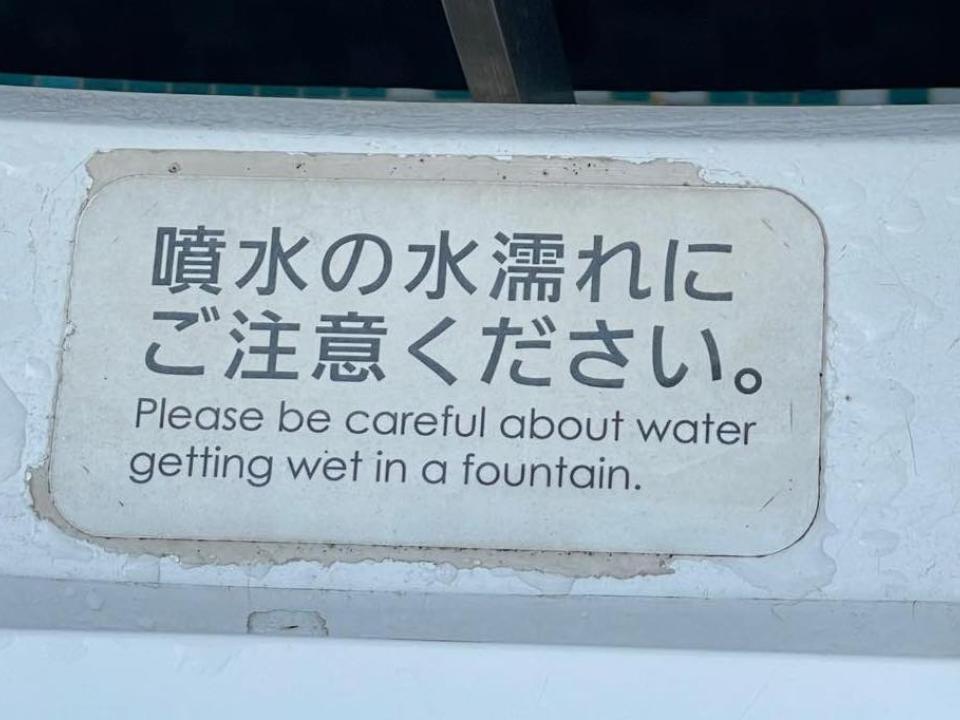 噴水の水濡れに
ご注意ください。
Please be careful about water
getting wet in a fountain.